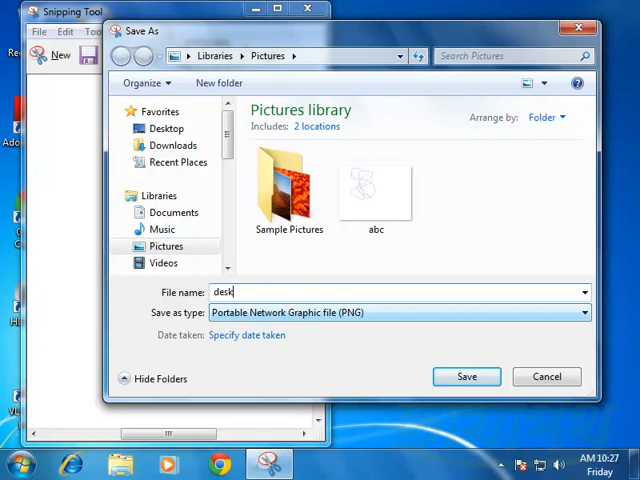 Snipping Tool
File Edit Too
New
Save As
Libraries Pictures
Search Pictures
Organize New folder
Favorites
Desktop
Downloads
Recent Places
Libraries
Documents
Music
Pictures
Videos
Pictures library
Includes: 2 locations
Arrange by: Folder
Sample Pictures
abc
File name: desk
Save as type: Portable Network Graphic file (PNG)
Date taken: Specify date taken
Hide Folders
Save
Cancel
AM 10:27
Friday